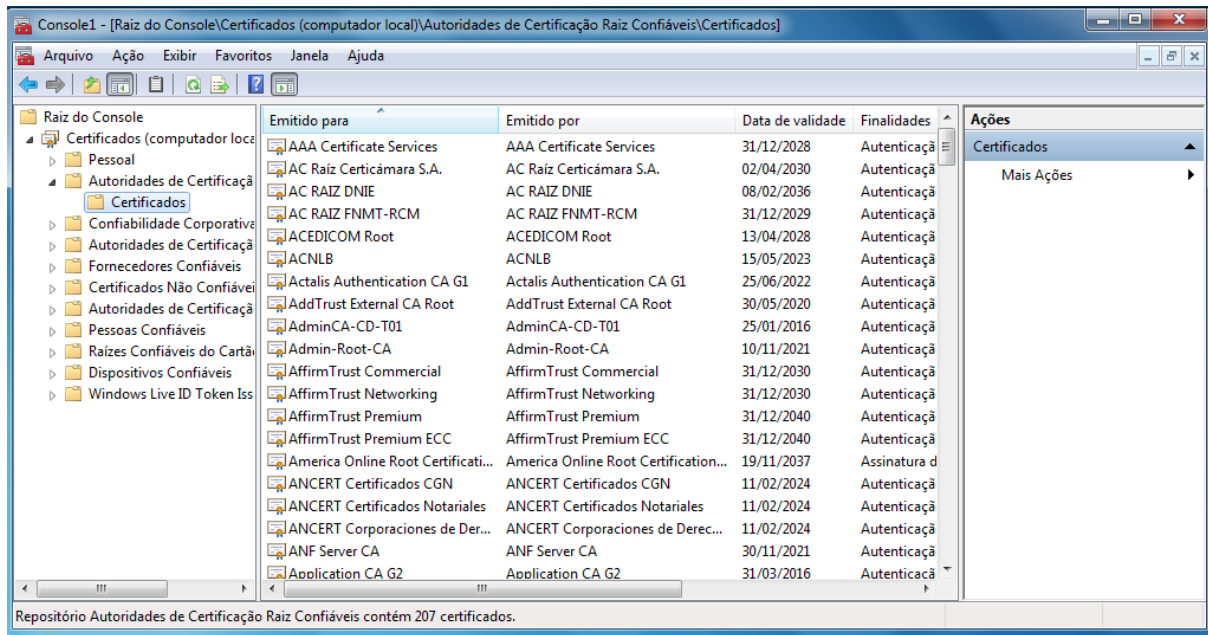 Console1 - [Raiz do Console\Certificados (computador local)\Autoridades de Certificação Raiz Confiáveis\Certificados]
Arquivo Ação Exibir Favoritos Janela Ajuda
Raiz do Console
Certificados (computador loca
Pessoal
Autoridades de Certificaçã
Certificados
Confiabilidade Corporativa
Autoridades de Certificaçã
Fornecedores Confiáveis
Certificados Não Confiávei
Autoridades de Certificaçã
Pessoas Confiáveis
Raízes Confiáveis do Cartã
Dispositivos Confiáveis
Windows Live ID Token Iss
Emitido para Emitido por Data de validade Finalidades
AAA Certificate Services AAA Certificate Services 31/12/2028 Autenticaçã
AC Raíz Certicámara S.A. AC Raíz Certicámara S.A. 02/04/2030 Autenticaçã
AC RAIZ DNIE AC RAIZ DNIE 08/02/2036 Autenticaçã
AC RAIZ FNMT-RCM AC RAIZ FNMT-RCM 31/12/2029 Autenticaçã
ACEDICOM Root ACEDICOM Root 13/04/2028 Autenticaçã
ACNLB ACNLB 15/05/2023 Autenticaçã
Actalis Authentication CA G1 Actalis Authentication CA G1 25/06/2022 Autenticaçã
AddTrust External CA Root AddTrust External CA Root 30/05/2020 Autenticaçã
AdminCA-CD-T01 AdminCA-CD-T01 25/01/2016 Autenticaçã
Admin-Root-CA Admin-Root-CA 10/11/2021 Autenticaçã
AffirmTrust Commercial AffirmTrust Commercial 31/12/2030 Autenticaçã
AffirmTrust Networking AffirmTrust Networking 31/12/2030 Autenticaçã
AffirmTrust Premium AffirmTrust Premium 31/12/2040 Autenticaçã
AffirmTrust Premium ECC AffirmTrust Premium ECC 31/12/2040 Autenticaçã
America Online Root Certificati... America Online Root Certification... 19/11/2037 Assinatura d
ANCERT Certificados CGN ANCERT Certificados CGN 11/02/2024 Autenticaçã
ANCERT Certificados Notariales ANCERT Certificados Notariales 11/02/2024 Autenticaçã
ANCERT Corporaciones de Der... ANCERT Corporaciones de Derec... 11/02/2024 Autenticaçã
ANF Server CA ANF Server CA 30/11/2021 Autenticaçã
Application CA G2 Application CA G2 31/03/2016 Autenticaçã
Ações
Certificados
Mais Ações
Repositório Autoridades de Certificação Raiz Confiáveis contém 207 certificados.